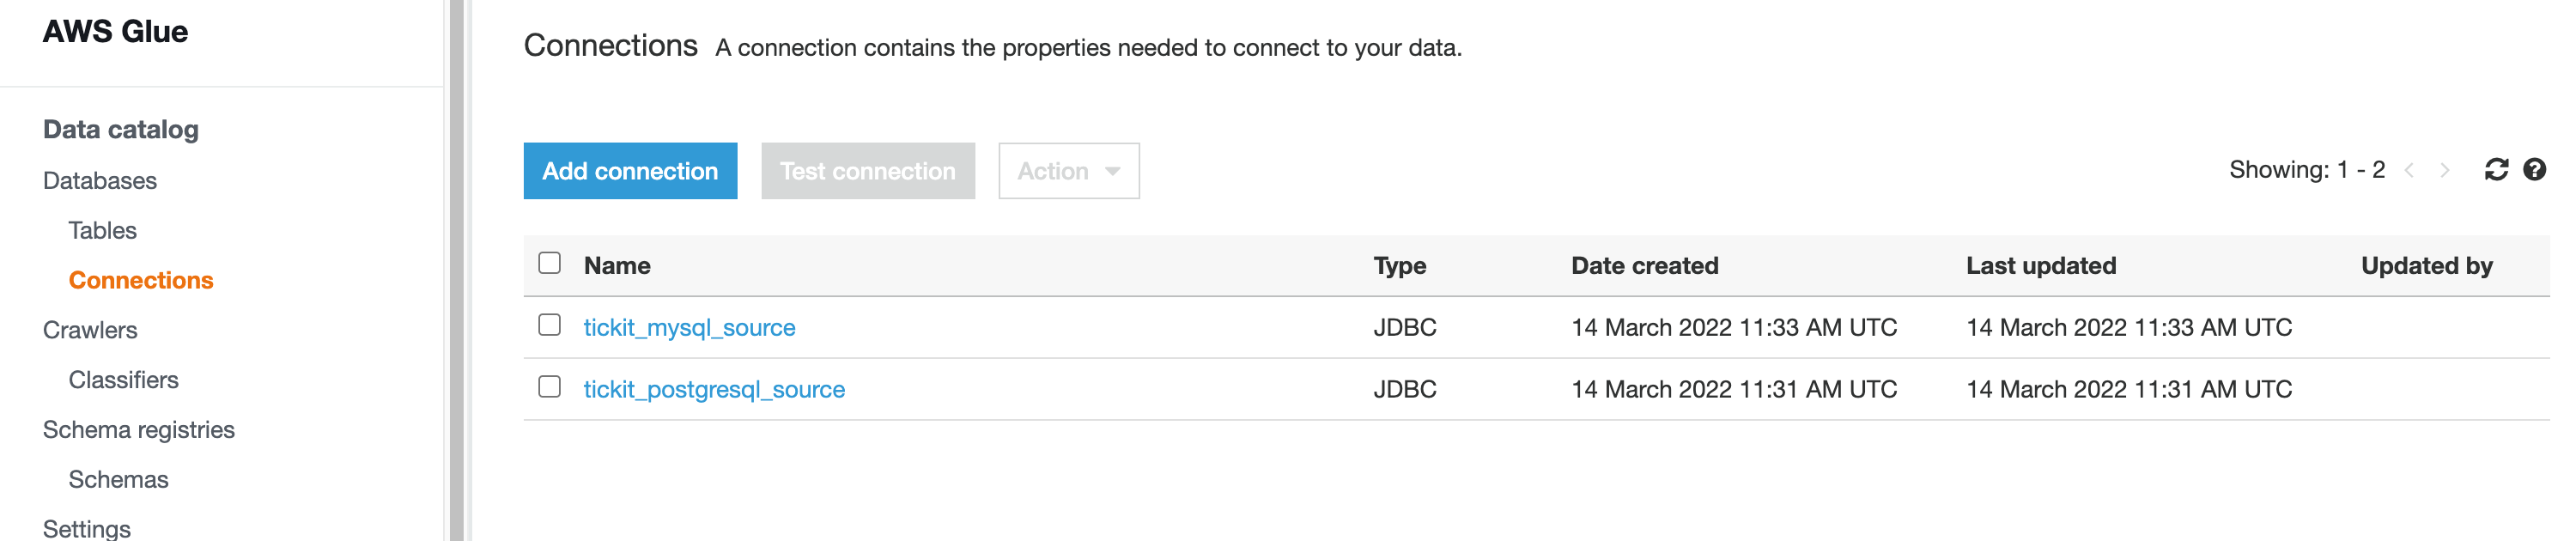 AWS Glue
Data catalog
Databases
Tables
Connections
Crawlers
Classifiers
Schema registries
Schemas
Settings
Connections A connection contains the properties needed to connect to your data.
Add connection Test connection Action Showing: 1 - 2
Name Type Date created Last updated Updated by
tickit_mysql_source JDBC 14 March 2022 11:33 AM UTC 14 March 2022 11:33 AM UTC
tickit_postgresql_source JDBC 14 March 2022 11:31 AM UTC 14 March 2022 11:31 AM UTC